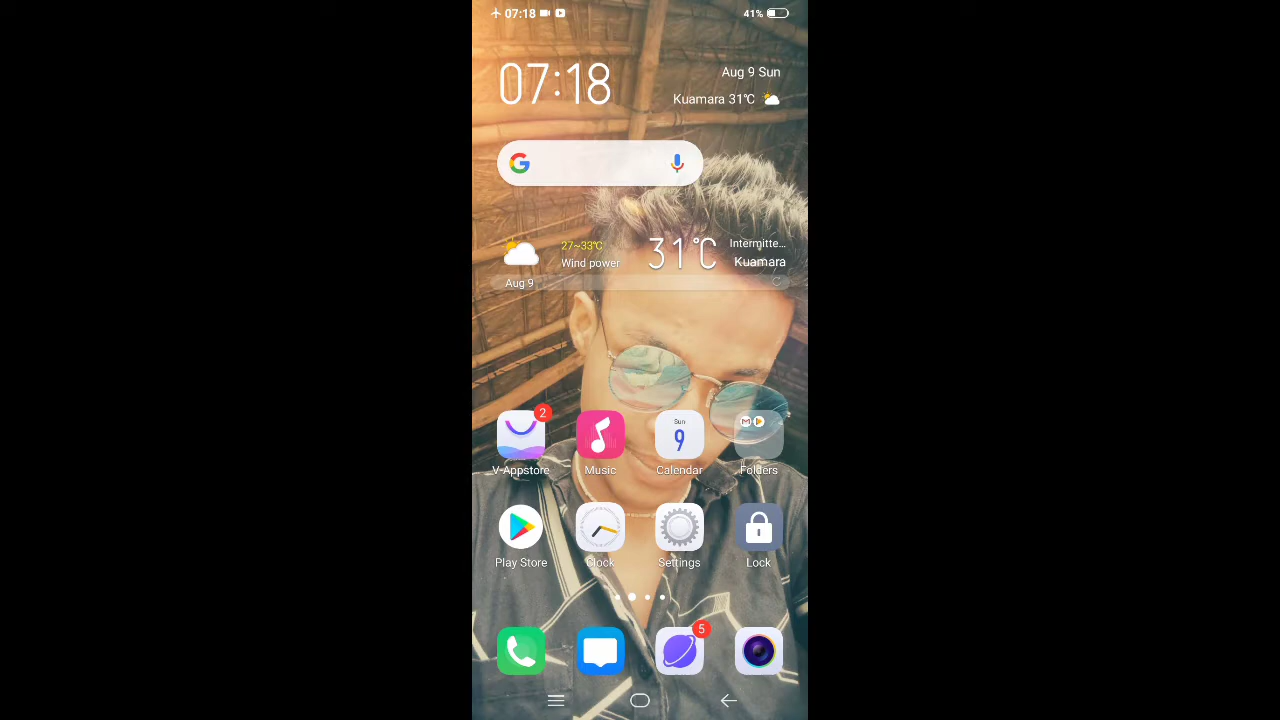 07:18
41%
07:18
Aug 9 Sun
Kuamara 31℃
27~33℃
Wind power
31℃
Intermitte...
Kuamara
Aug 9
2
Sun
9
V-Appstore
Music
Calendar
Folders
Play Store
Clock
Settings
Lock
5